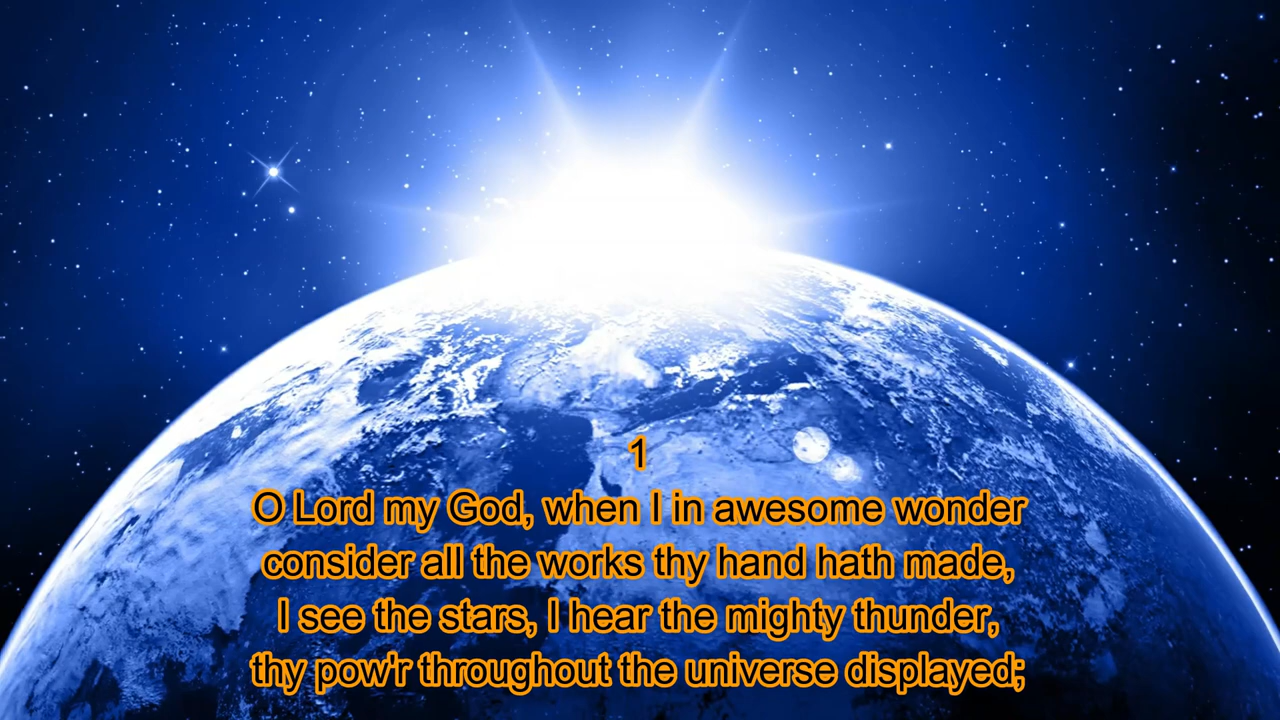 1
O Lord my God, when I in awesome wonder
consider all the works thy hand hath made,
I see the stars, I hear the mighty thunder,
thy pow'r throughout the universe displayed;